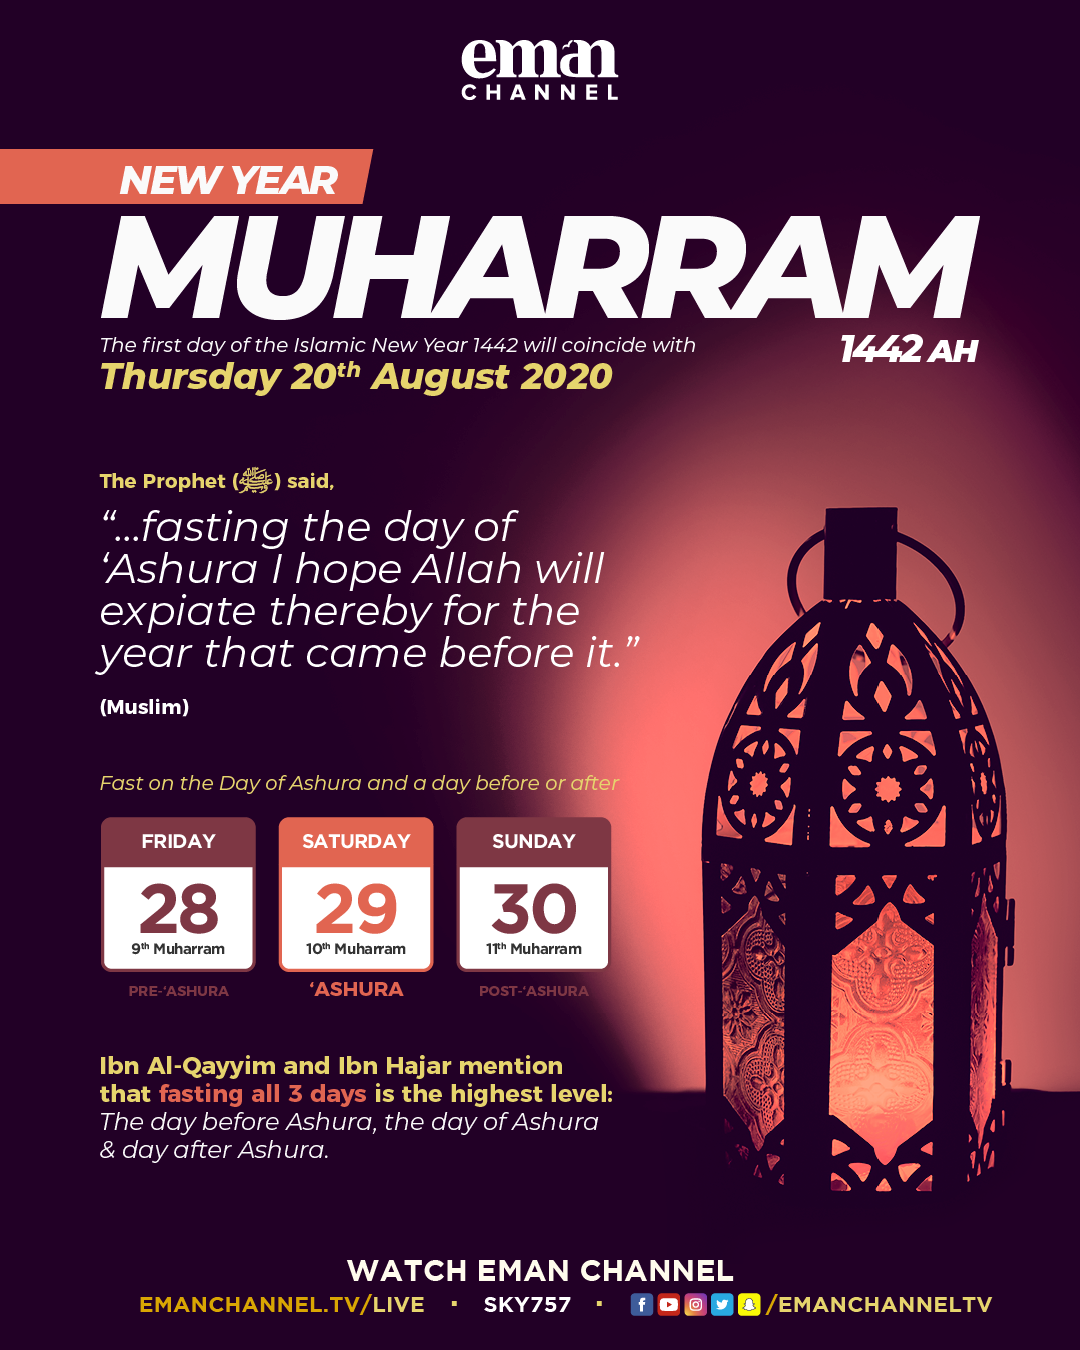 eman
CHANNEL
NEW YEAR
MUHARRAM
The first day of the Islamic New Year 1442 will coincide with
Thursday 20th August 2020
1442 AH
The Prophet (ﷺ) said,
“...fasting the day of
‘Ashura I hope Allah will
expiate thereby for the
year that came before it.”
(Muslim)
Fast on the Day of Ashura and a day before or after
FRIDAY
28
9th Muharram
PRE-‘ASHURA
SATURDAY
29
10th Muharram
‘ASHURA
SUNDAY
30
11th Muharram
POST-‘ASHURA
Ibn Al-Qayyim and Ibn Hajar mention
that fasting all 3 days is the highest level:
The day before Ashura, the day of Ashura
& day after Ashura.
WATCH EMAN CHANNEL
EMANCHANNEL.TV/LIVE · SKY757 · /EMANCHANNELTV